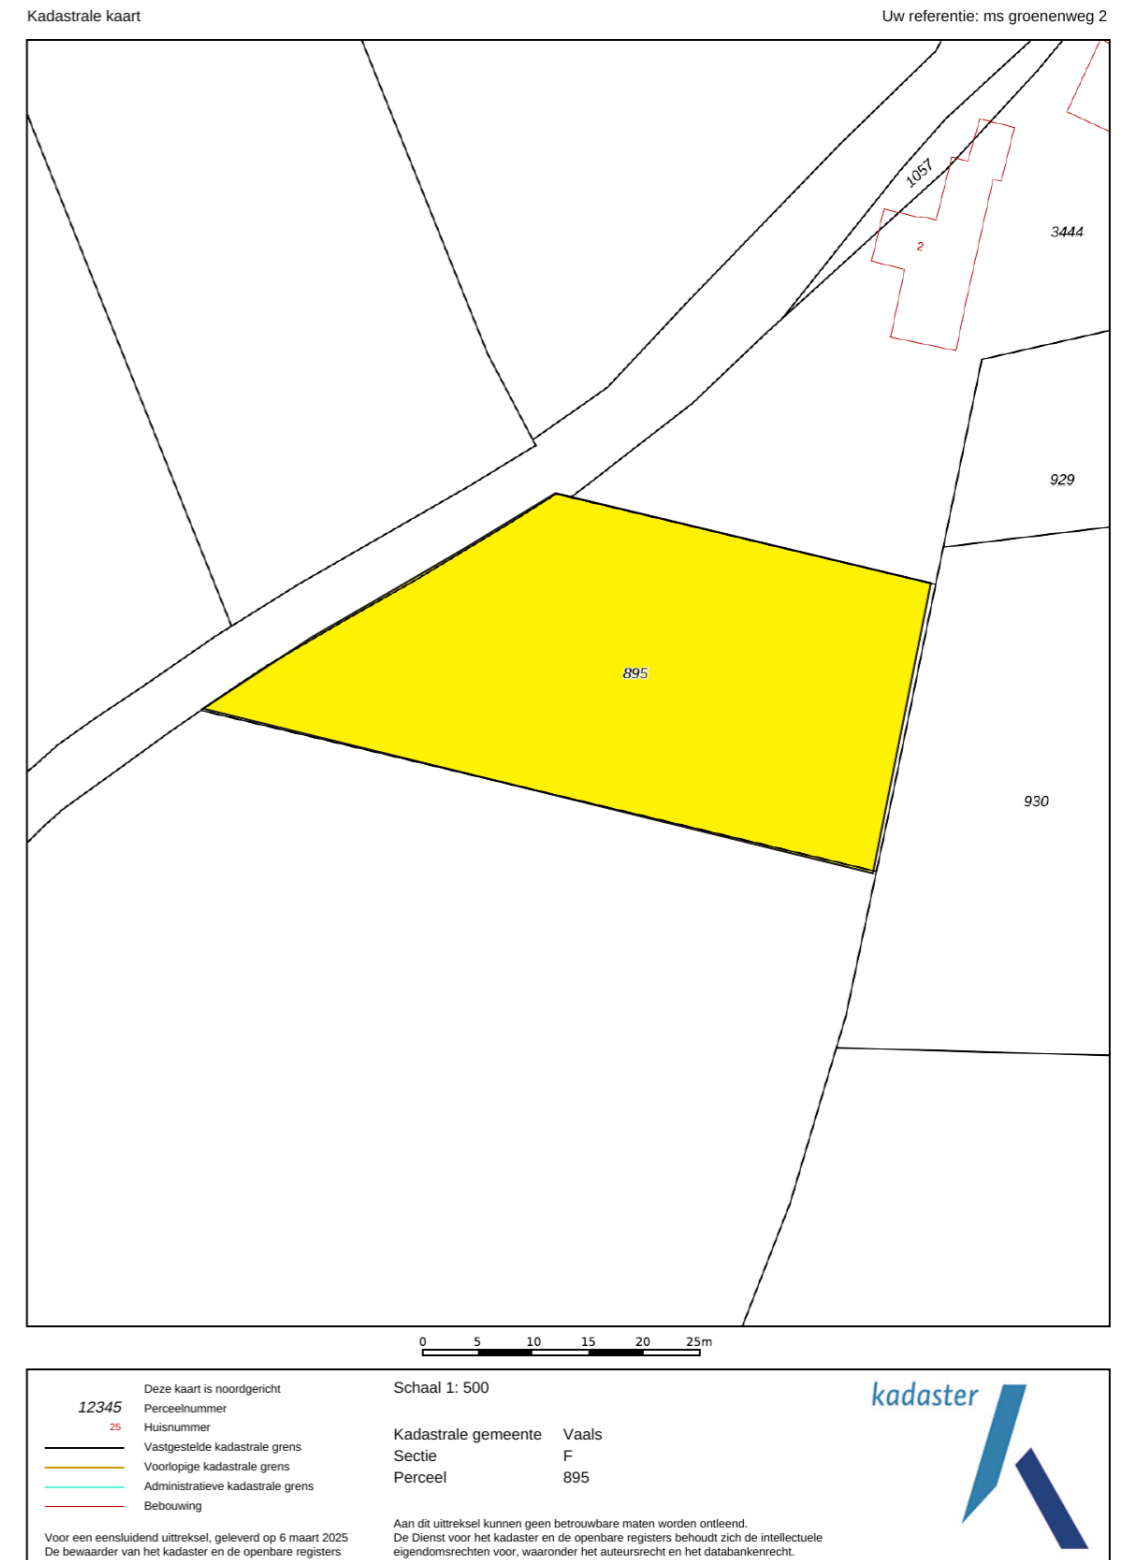 Kadastrale kaart
Uw referentie: ms groenenweg 2
1057
3444
2
929
895
930
0 5 10 15 20 25m
Deze kaart is noordgericht
12345 Perceelnummer
25 Huisnummer
Vastgestelde kadastrale grens
Voorlopige kadastrale grens
Administratieve kadastrale grens
Bebouwing
Voor een eensluidend uittreksel, geleverd op 6 maart 2025
De bewaarder van het kadaster en de openbare registers
Schaal 1: 500
Kadastrale gemeente Vaals
Sectie F
Perceel 895
Aan dit uittreksel kunnen geen betrouwbare maten worden ontleend.
De Dienst voor het kadaster en de openbare registers behoudt zich de intellectuele
eigendomsrechten voor, waaronder het auteursrecht en het databankenrecht.
kadaster